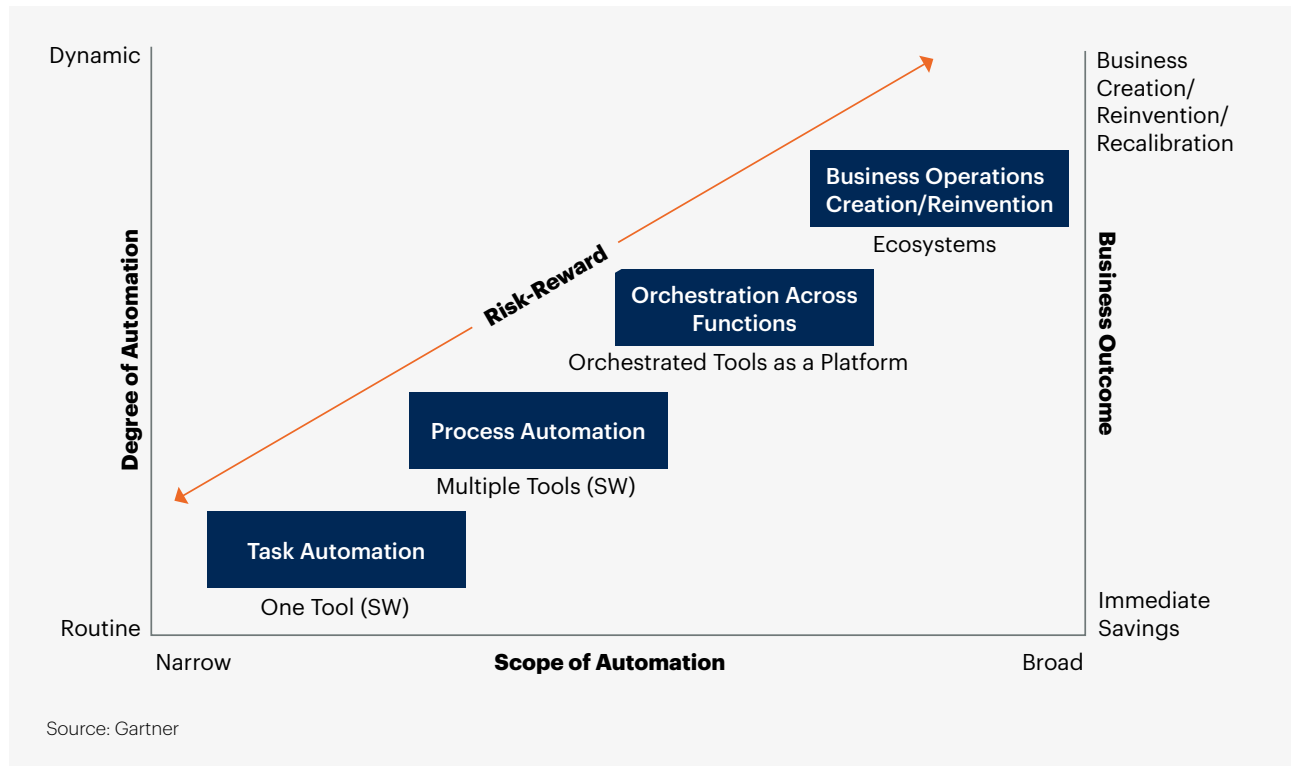 Dynamic
Business
Creation/
Reinvention/
Recalibration
Business Operations
Creation/Reinvention
Ecosystems
Risk-Reward
Orchestration Across
Functions
Orchestrated Tools as a Platform
Degree of Automation
Business Outcome
Process Automation
Multiple Tools (SW)
Task Automation
One Tool (SW)
Immediate
Savings
Routine
Narrow
Scope of Automation
Broad
Source: Gartner